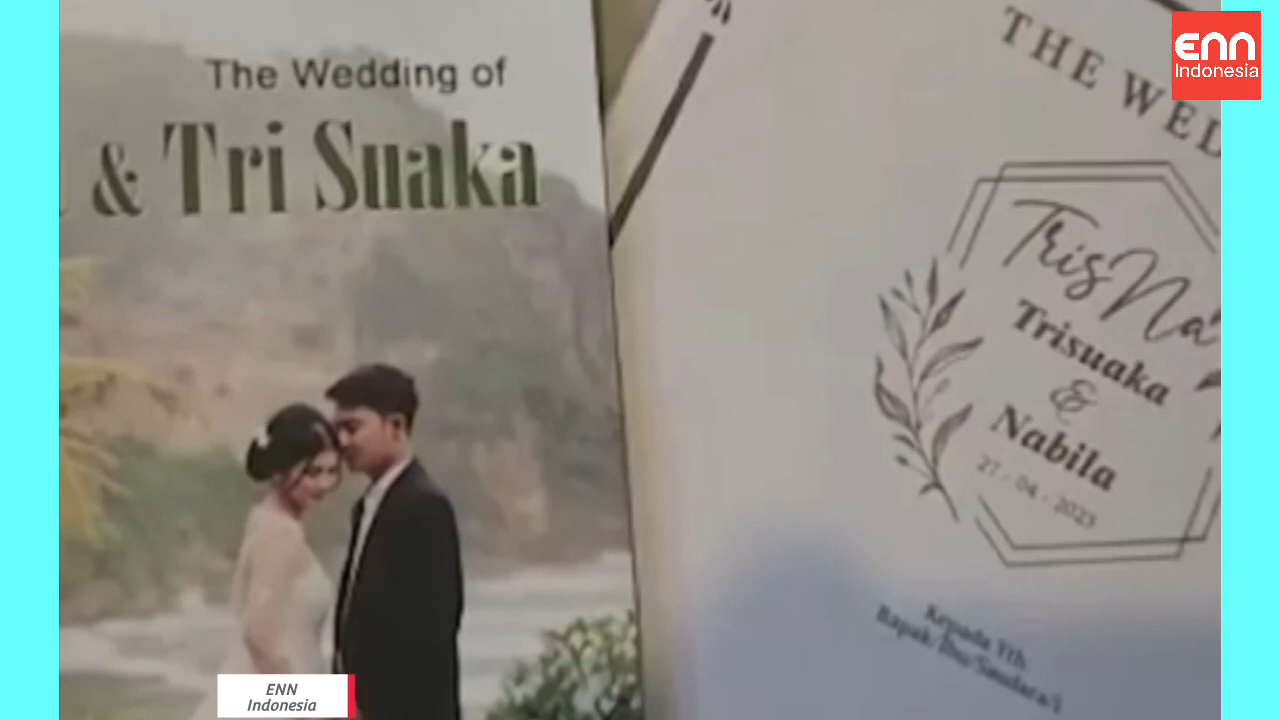 The Wedding of
& Tri Suaka
THE WED
TrisNa
Trisuaka
&
Nabila
27 - 04 - 2023
Kepada Yth
Bapak/Ibu/Saudara/i
ENN
Indonesia
ENN
Indonesia